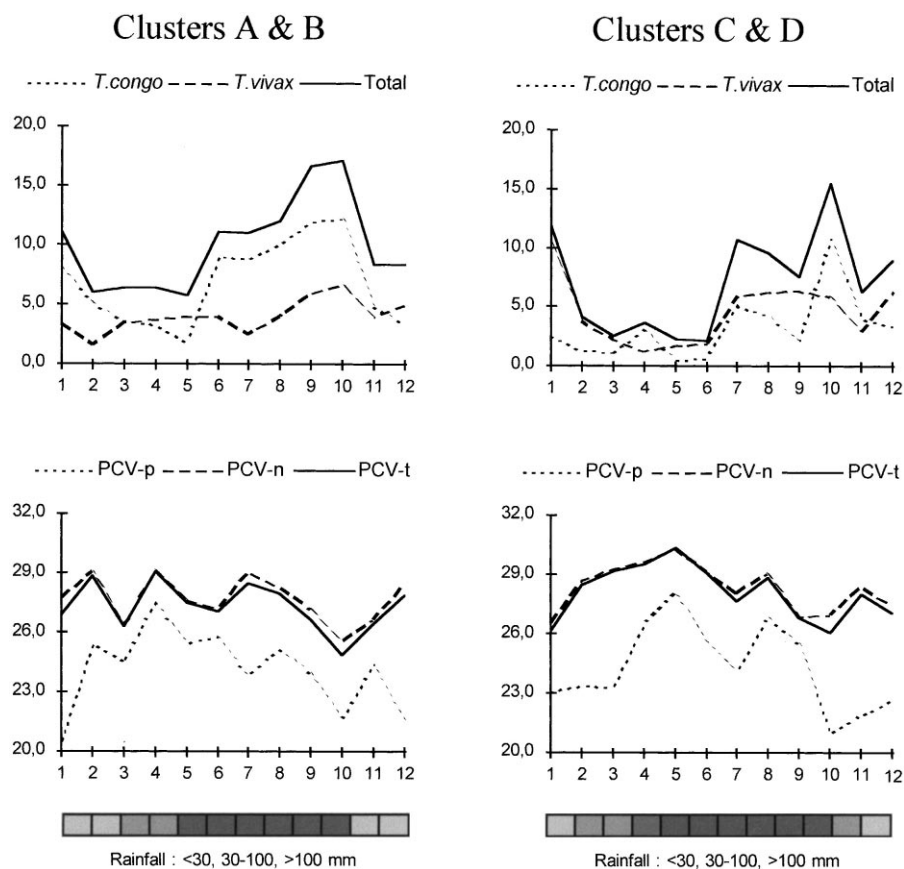 Clusters A & B
T.congo T.vivax Total
20,0
15,0
10,0
5,0
0,0
1 2 3 4 5 6 7 8 9 10 11 12
PCV-p PCV-n PCV-t
32,0
29,0
26,0
23,0
20,0
1 2 3 4 5 6 7 8 9 10 11 12
Rainfall : <30, 30-100, >100 mm
Clusters C & D
T.congo T.vivax Total
20,0
15,0
10,0
5,0
0,0
1 2 3 4 5 6 7 8 9 10 11 12
PCV-p PCV-n PCV-t
32,0
29,0
26,0
23,0
20,0
1 2 3 4 5 6 7 8 9 10 11 12
Rainfall : <30, 30-100, >100 mm